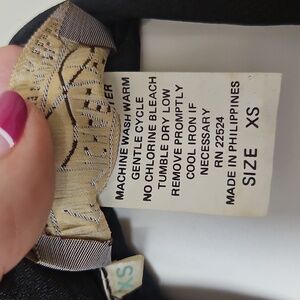 MACHINE WASH WARM
GENTLE CYCLE
NO CHLORINE BLEACH
TUMBLE DRY LOW
REMOVE PROMPTLY
COOL IRON IF
NECESSARY
RN 22524
MADE IN PHILIPPINES
SIZE XS
XS